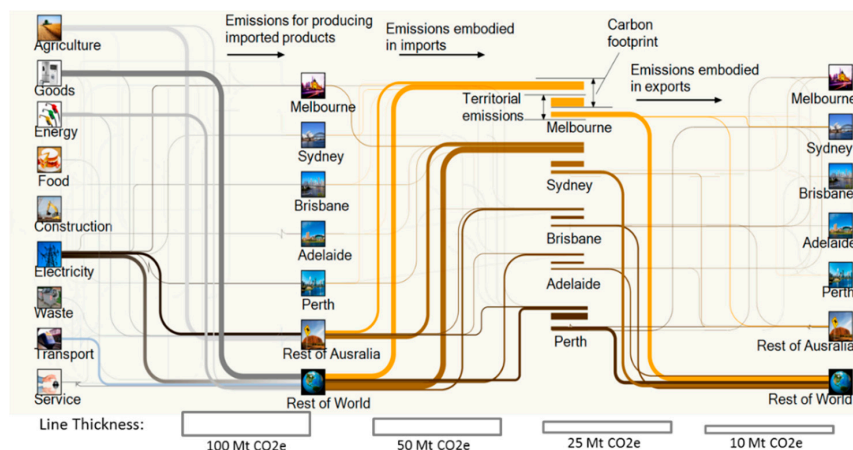 Emissions for producing
imported products
Emissions embodied
in imports
Carbon
footprint
Emissions embodied
in exports
Territorial
emissions
Agriculture
Goods
Energy
Food
Construction
Electricity
Waste
Transport
Service
Melbourne
Sydney
Brisbane
Adelaide
Perth
Rest of Ausralia
Rest of World
Melbourne
Sydney
Brisbane
Adelaide
Perth
Melbourne
Sydney
Brisbane
Adelaide
Perth
Rest of Ausralia
Rest of World
Line Thickness:
100 Mt CO2e
50 Mt CO2e
25 Mt CO2e
10 Mt CO2e